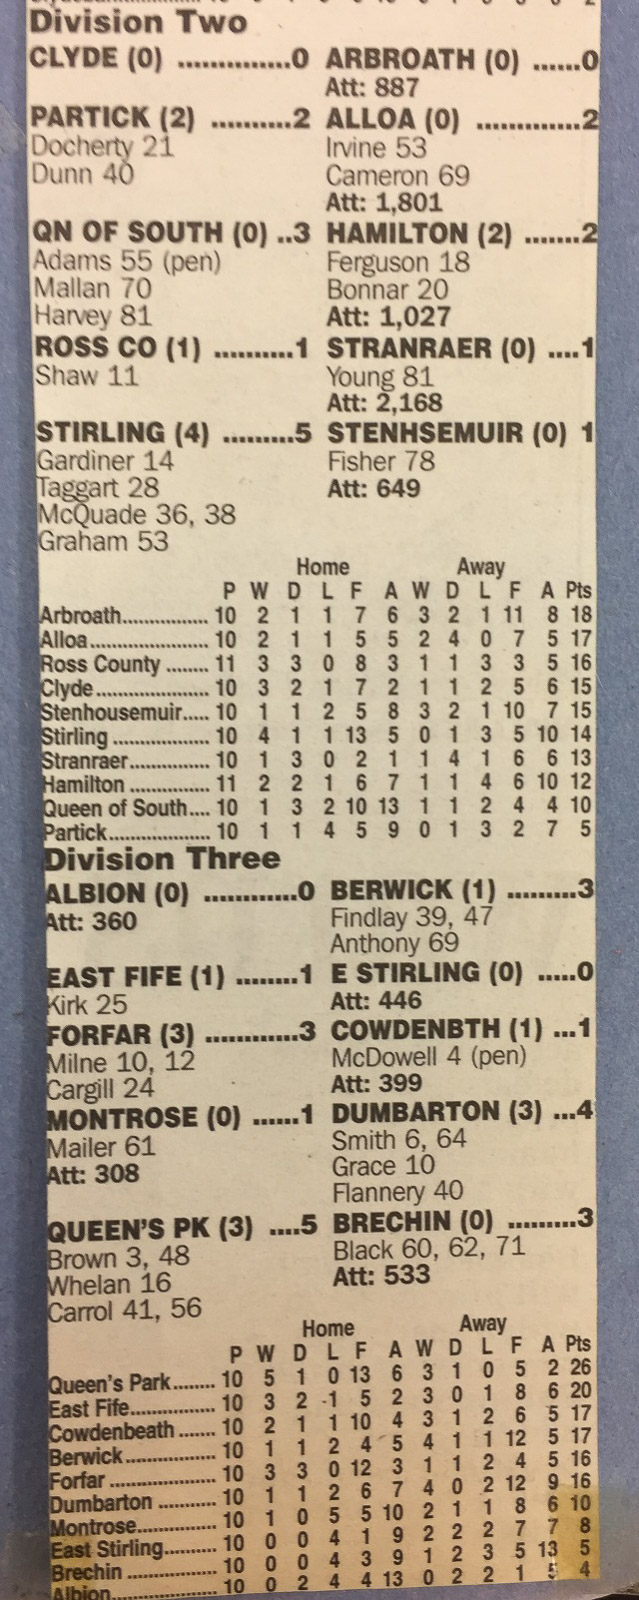 Division Two
CLYDE (0) ..............0 ARBROATH (0) ......0
Att: 887
PARTICK (2) ..........2 ALLOA (0) .............2
Docherty 21 Irvine 53
Dunn 40 Cameron 69
Att: 1,801
QN OF SOUTH (0) ..3 HAMILTON (2) .......2
Adams 55 (pen) Ferguson 18
Mallan 70 Bonnar 20
Harvey 81 Att: 1,027
ROSS CO (1) ..........1 STRANRAER (0) ....1
Shaw 11 Young 81
Att: 2,168
STIRLING (4) .........5 STENHSEMUIR (0) 1
Gardiner 14 Fisher 78
Taggart 28 Att: 649
McQuade 36, 38
Graham 53
Home Away
P W D L F A W D L F A Pts
Arbroath................ 10 2 1 1 7 6 3 2 1 11 8 18
Alloa...................... 10 2 1 1 5 5 2 4 0 7 5 17
Ross County ........ 11 3 3 0 8 3 1 1 3 3 5 16
Clyde..................... 10 3 2 1 7 2 1 1 2 5 6 15
Stenhousemuir..... 10 1 1 2 5 8 3 2 1 10 7 15
Stirling .................. 10 4 1 1 13 5 0 1 3 5 10 14
Stranraer............... 10 1 3 0 2 1 1 4 1 6 6 13
Hamilton ............... 11 2 2 1 6 7 1 1 4 6 10 12
Queen of South.... 10 1 3 2 10 13 1 1 2 4 4 10
Partick................... 10 1 1 4 5 9 0 1 3 2 7 5
Division Three
ALBION (0) ............0 BERWICK (1) .........3
Att: 360 Findlay 39, 47
Anthony 69
EAST FIFE (1) ........1 E STIRLING (0) .....0
Kirk 25 Att: 446
FORFAR (3) ............3 COWDENBTH (1) ...1
Milne 10, 12 McDowell 4 (pen)
Cargill 24 Att: 399
MONTROSE (0) ......1 DUMBARTON (3) ...4
Mailer 61 Smith 6, 64
Att: 308 Grace 10
Flannery 40
QUEEN'S PK (3) ....5 BRECHIN (0) .........3
Brown 3, 48 Black 60, 62, 71
Whelan 16 Att: 533
Carrol 41, 56
Home Away
P W D L F A W D L F A Pts
Queen's Park........ 10 5 1 0 13 6 3 1 0 5 2 26
East Fife............... 10 3 2 1 5 2 3 0 1 8 6 20
Cowdenbeath ...... 10 2 1 1 10 4 3 1 2 6 5 17
Berwick................. 10 1 1 2 4 5 4 1 1 12 5 17
Forfar .................... 10 3 3 0 12 3 1 1 2 4 5 16
Dumbarton ........... 10 1 1 2 6 7 4 0 2 12 9 16
Montrose............... 10 1 0 5 5 10 2 1 1 8 6 10
East Stirling.......... 10 0 0 4 1 9 2 2 2 7 7 8
Brechin ................. 10 0 0 4 3 9 1 2 3 5 13 5
Albion.................... 10 0 2 4 4 13 0 2 2 1 5 4